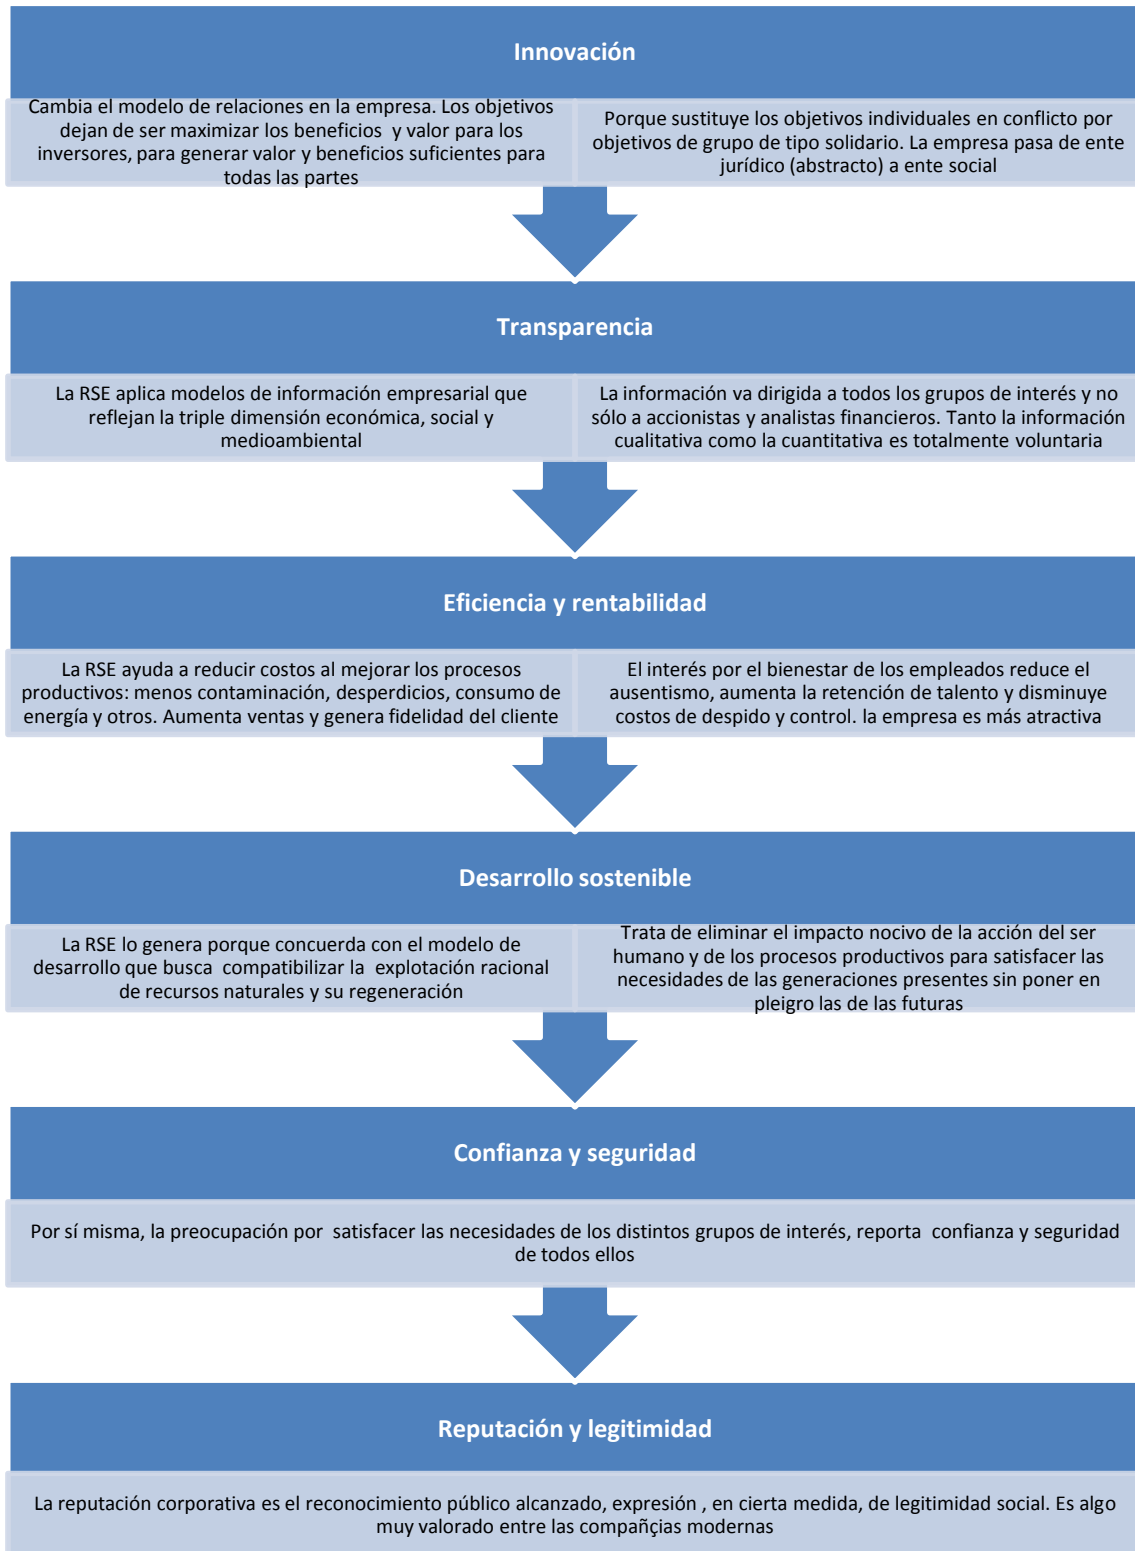 Innovación
Cambia el modelo de relaciones en la empresa. Los objetivos
dejan de ser maximizar los beneficios y valor para los
inversores, para generar valor y beneficios suficientes para
todas las partes
Porque sustituye los objetivos individuales en conflicto por
objetivos de grupo de tipo solidario. La empresa pasa de ente
jurídico (abstracto) a ente social
Transparencia
La RSE aplica modelos de información empresarial que
reflejan la triple dimensión económica, social y
medioambiental
La información va dirigida a todos los grupos de interés y no
sólo a accionistas y analistas financieros. Tanto la información
cualitativa como la cuantitativa es totalmente voluntaria
Eficiencia y rentabilidad
La RSE ayuda a reducir costos al mejorar los procesos
productivos: menos contaminación, desperdicios, consumo de
energía y otros. Aumenta ventas y genera fidelidad del cliente
El interés por el bienestar de los empleados reduce el
ausentismo, aumenta la retención de talento y disminuye
costos de despido y control. la empresa es más atractiva
Desarrollo sostenible
La RSE lo genera porque concuerda con el modelo de
desarrollo que busca compatibilizar la explotación racional
de recursos naturales y su regeneración
Trata de eliminar el impacto nocivo de la acción del ser
humano y de los procesos productivos para satisfacer las
necesidades de las generaciones presentes sin poner en
pleigro las de las futuras
Confianza y seguridad
Por sí misma, la preocupación por satisfacer las necesidades de los distintos grupos de interés, reporta confianza y seguridad
de todos ellos
Reputación y legitimidad
La reputación corporativa es el reconocimiento público alcanzado, expresión , en cierta medida, de legitimidad social. Es algo
muy valorado entre las compañçias modernas